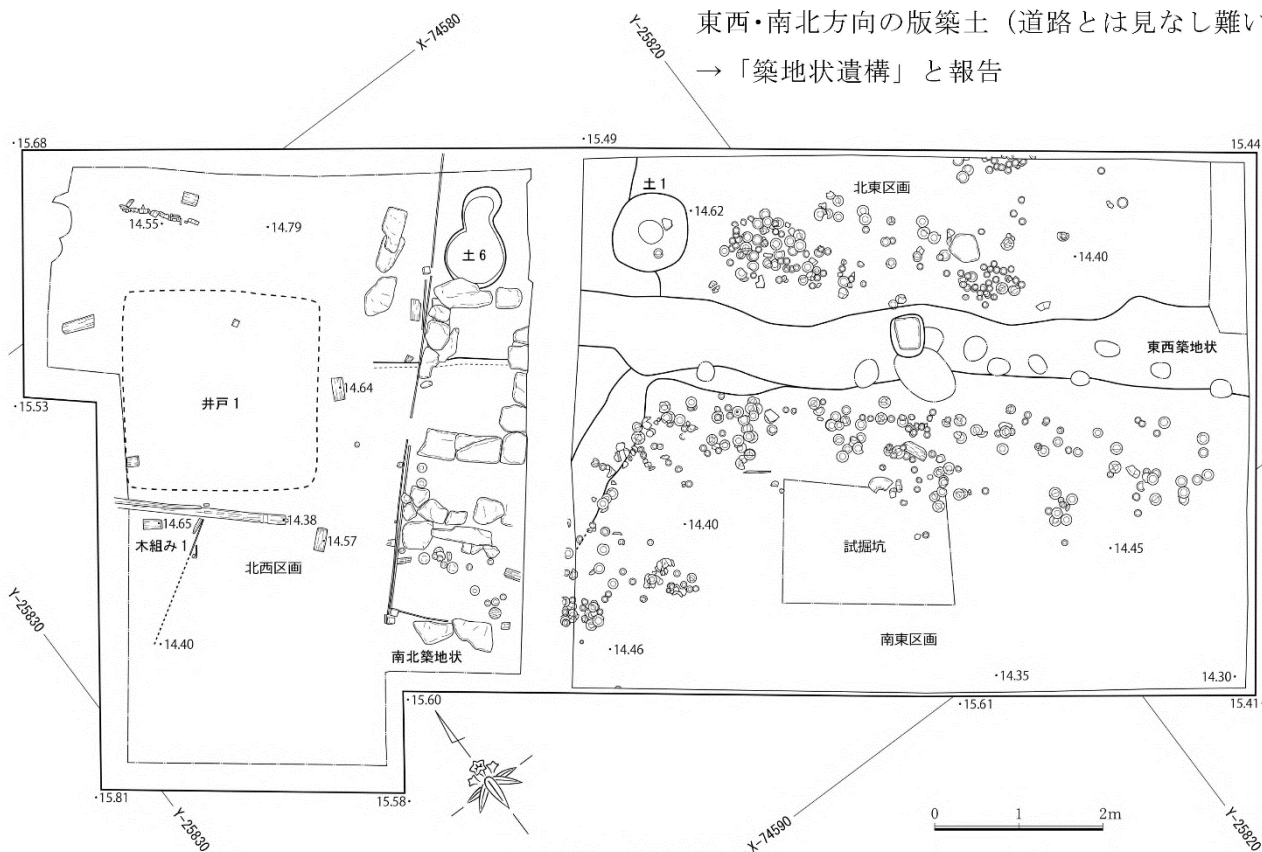 東西・南北方向の版築土（道路とは見なし難い
→「築地状遺構」と報告
X-74580
Y-25820
・15.68
・15.49
15.44
土 1
北東区画
・14.62
14.55・
・14.79
土 6
・14.40
東西築地状
・14.64
井戸 1
・15.53
・14.65
・14.38
木組み 1
・14.57
北西区画
・14.40
試掘坑
・14.45
Y-25830
・14.40
南北築地状
・14.46
南東区画
・14.35
14.30・
・15.60
・15.61
15.41・
・15.81
15.58・
Y-25830
X-74590
0 1 2m
Y-25820